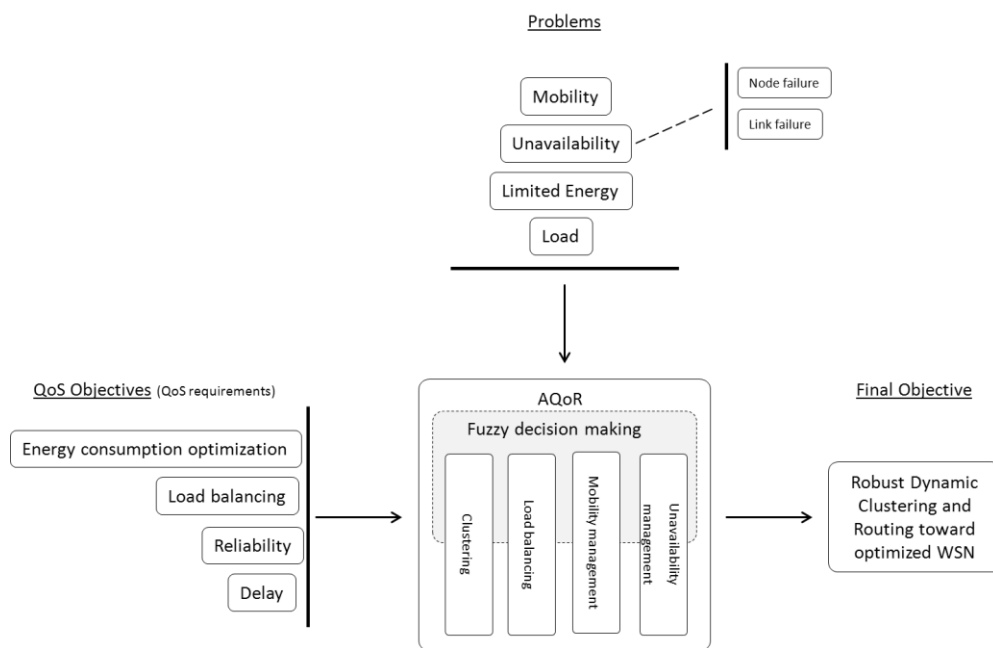 Problems
Mobility
Unavailability
Limited Energy
Load
Node failure
Link failure
QoS Objectives (QoS requirements)
Energy consumption optimization
Load balancing
Reliability
Delay
AQoR
Fuzzy decision making
Clustering
Load balancing
Mobility management
Unavailability
management
Final Objective
Robust Dynamic
Clustering and
Routing toward
optimized WSN